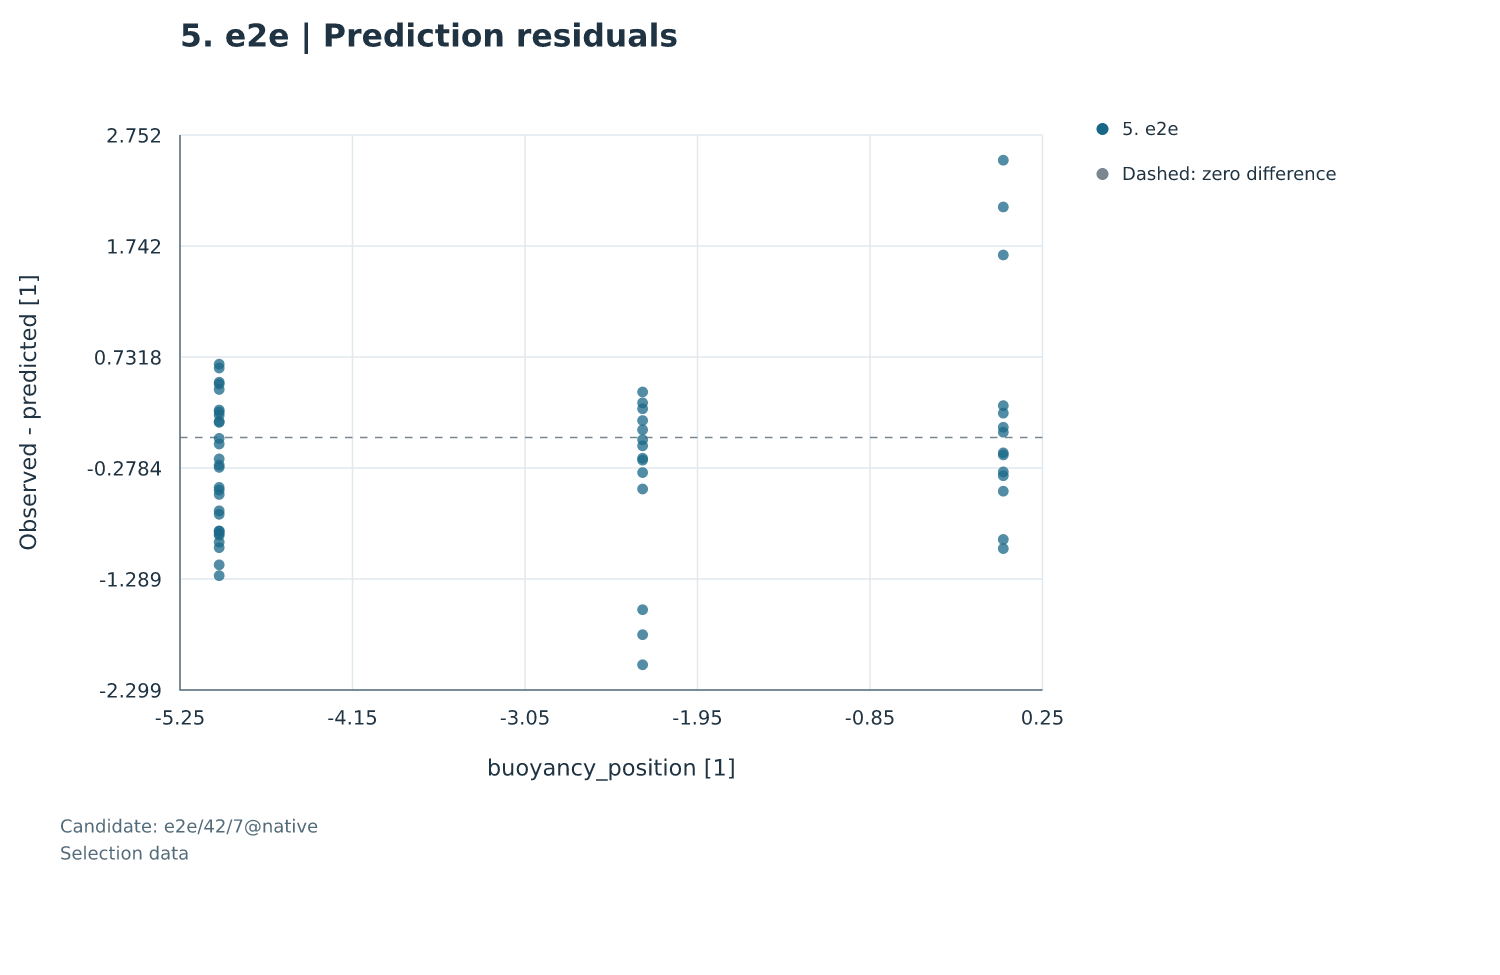 5. e2e | Prediction residuals
5. e2e
Dashed: zero difference
2.752
1.742
0.7318
-0.2784
-1.289
-2.299
Observed - predicted [1]
-5.25
-4.15
-3.05
-1.95
-0.85
0.25
buoyancy_position [1]
Candidate: e2e/42/7@native
Selection data